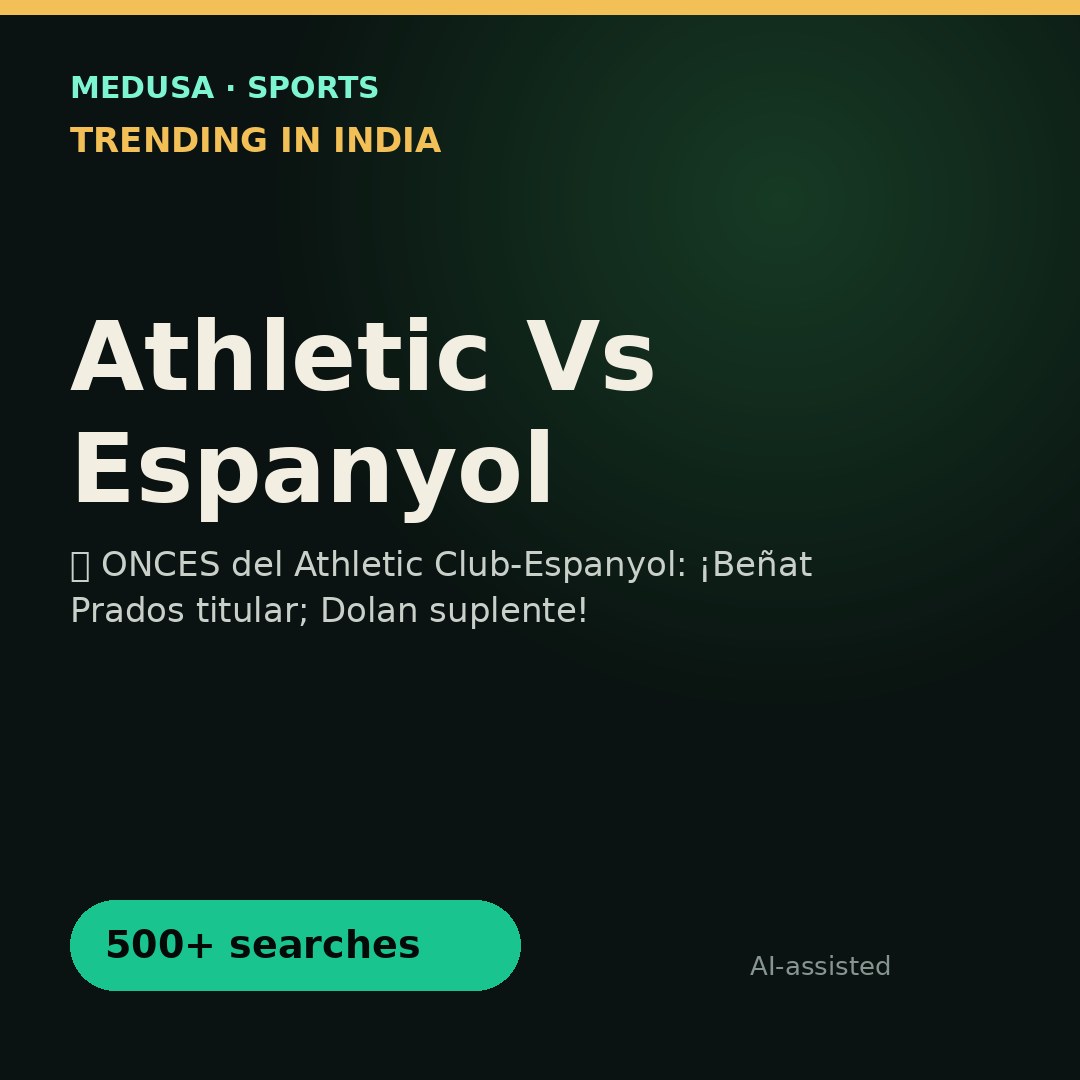 MEDUSA · SPORTS
TRENDING IN INDIA
Athletic Vs
Espanyol
▯ ONCES del Athletic Club-Espanyol: ¡Beñat
Prados titular; Dolan suplente!
500+ searches
AI-assisted